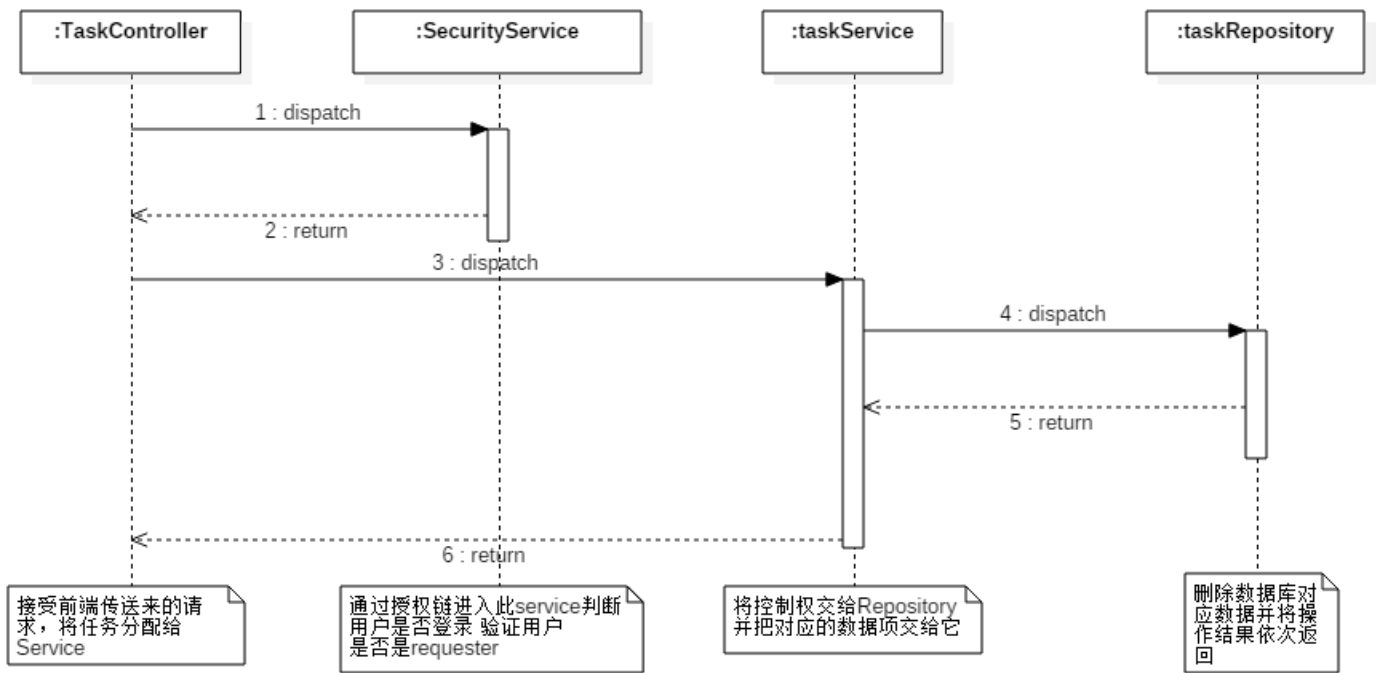 :TaskController
:SecurityService
:taskService
:taskRepository
1 : dispatch
2 : return
3 : dispatch
4 : dispatch
5 : return
6 : return
接受前端传送来的请
求，将任务分配给
Service
通过授权链进入此service判断
用户是否登录 验证用户
是否是requester
将控制权交给Repository
并把对应的数据项交给它
删除数据库对
应数据并将操
作结果依次返
回